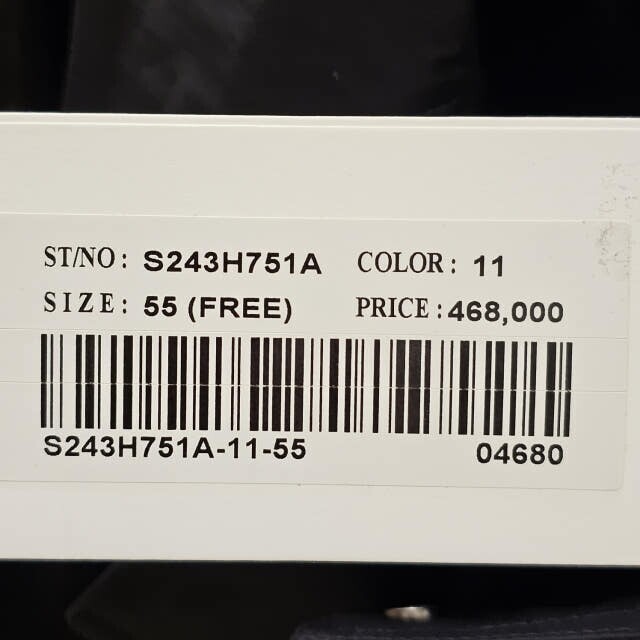 ST/NO: S243H751A COLOR: 11
SIZE: 55 (FREE) PRICE: 468,000
S243H751A-11-55 04680